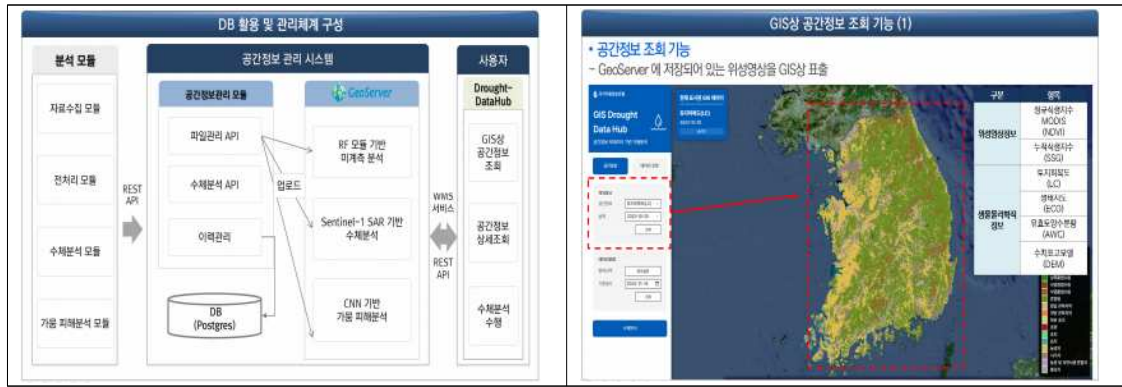 DB 활용 및 관리체계 구성
분석 모듈
자료수집 모듈
전처리 모듈
수체분석 모듈
가뭄 피해분석 모듈
REST
API
공간정보 관리 시스템
공간정보관리 모듈
파일관리 API
수체분석 API
이력관리
DB
(Postgres)
업로드
GeoServer
RF 모듈 기반
미계측 분석
Sentinel-1 SAR 기반
수체분석
CNN 기반
가뭄 피해분석
WMS
서비스
REST
API
사용자
Drought-
DataHub
GIS상
공간정보
조회
공간정보
상세조회
수체분석
수행
GIS상 공간정보 조회 기능 (1)
• 공간정보 조회 기능
– GeoServer 에 저장되어 있는 위성영상을 GIS상 표출
GIS Drought
Data Hub
구분 항목
위성영상정보
정규식생지수
MODIS
(NDVI)
누적식생지수
(SSG)
생물물리학적
정보
토지피복도
(LC)
생태지도
(ECO)
유효토양수분량
(AWC)
수치표고모델
(DEM)